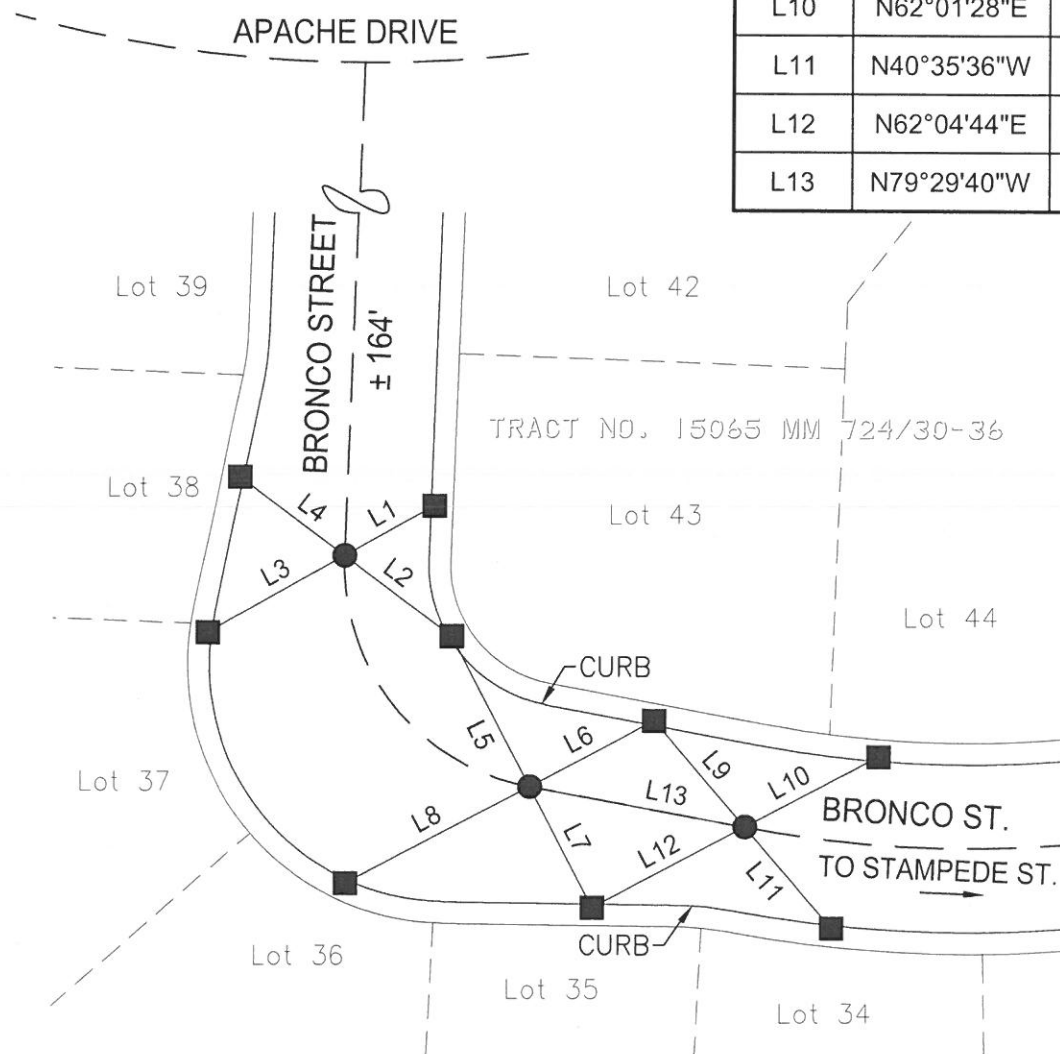 APACHE DRIVE
L10 N62°01'28"E
L11 N40°35'36"W
L12 N62°04'44"E
L13 N79°29'40"W
BRONCO STREET
± 164'
Lot 39
Lot 42
TRACT NO. 15065 MM 724/30-36
Lot 38
Lot 43
L4
L1
L3
L2
Lot 44
CURB
L5
L6
L9
L10
Lot 37
L8
L13
BRONCO ST.
L7
L12
L11
TO STAMPEDE ST.
CURB
Lot 36
Lot 35
Lot 34